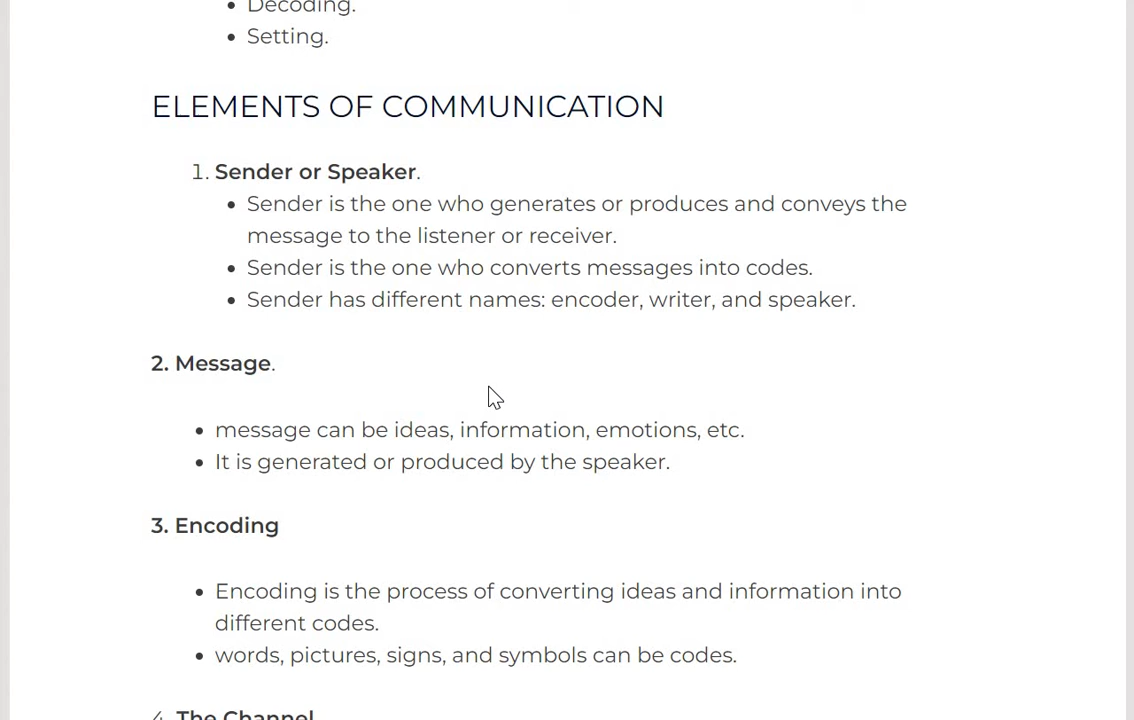 Decoding.
Setting.
ELEMENTS OF COMMUNICATION
1. Sender or Speaker.
Sender is the one who generates or produces and conveys the
message to the listener or receiver.
Sender is the one who converts messages into codes.
Sender has different names: encoder, writer, and speaker.
2. Message.
message can be ideas, information, emotions, etc.
It is generated or produced by the speaker.
3. Encoding
Encoding is the process of converting ideas and information into
different codes.
words, pictures, signs, and symbols can be codes.
4. The Channel